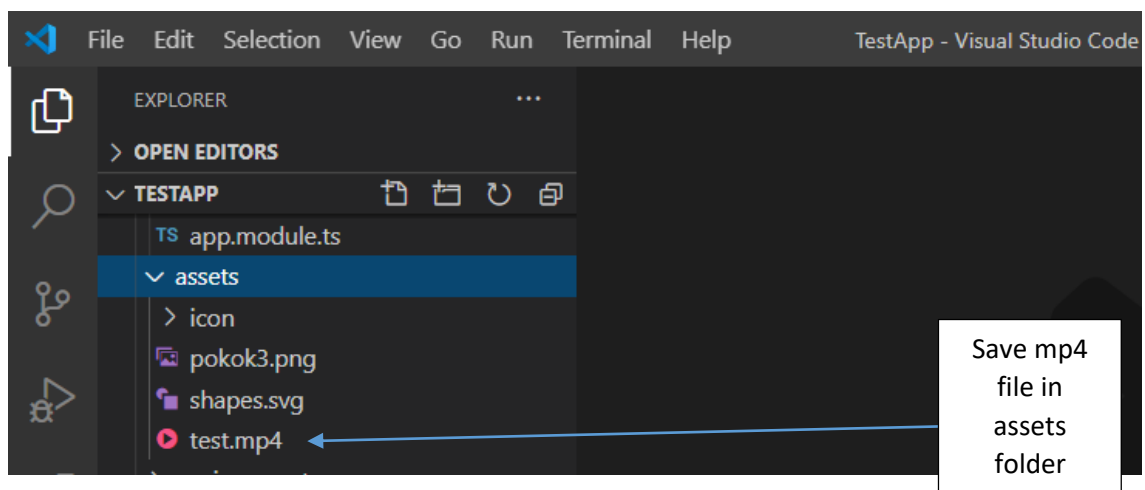 File Edit Selection View Go Run Terminal Help TestApp - Visual Studio Code
EXPLORER
OPEN EDITORS
TESTAPP
TS app.module.ts
assets
icon
pokok3.png
shapes.svg
test.mp4
Save mp4
file in
assets
folder